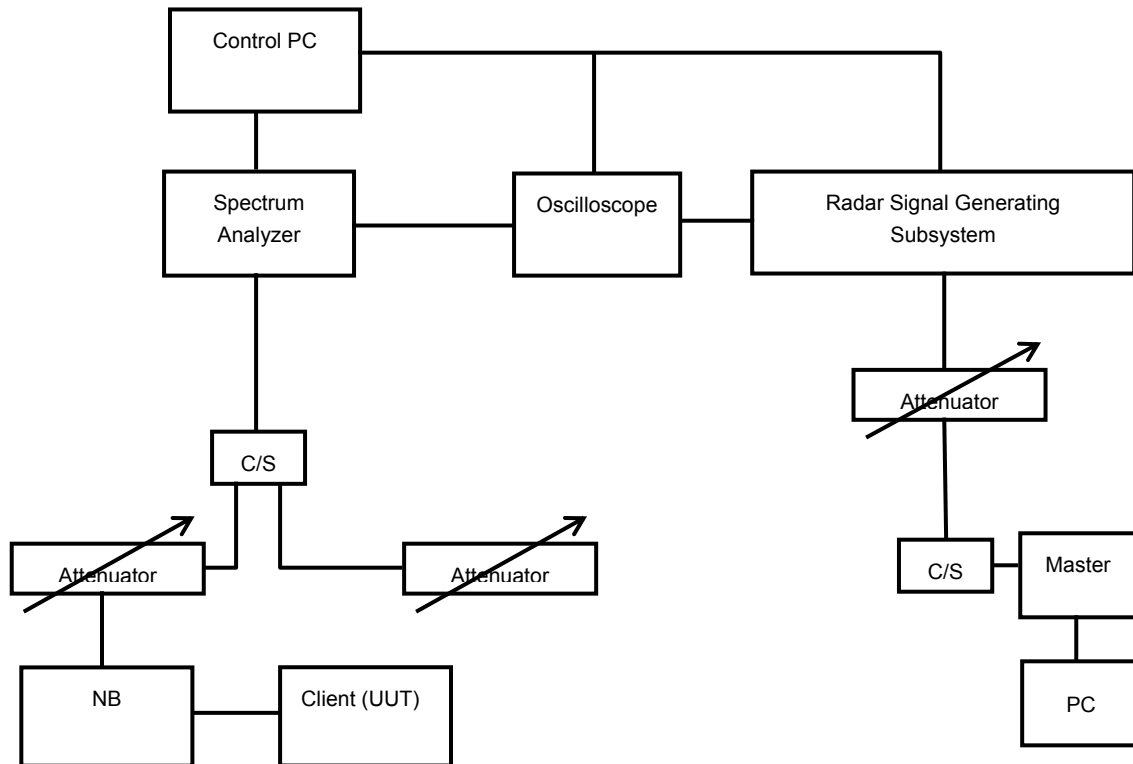 Control PC
Spectrum
Analyzer
Oscilloscope
Radar Signal Generating
Subsystem
Attenuator
C/S
Attenuator
Attenuator
C/S
Master
NB
Client (UUT)
PC